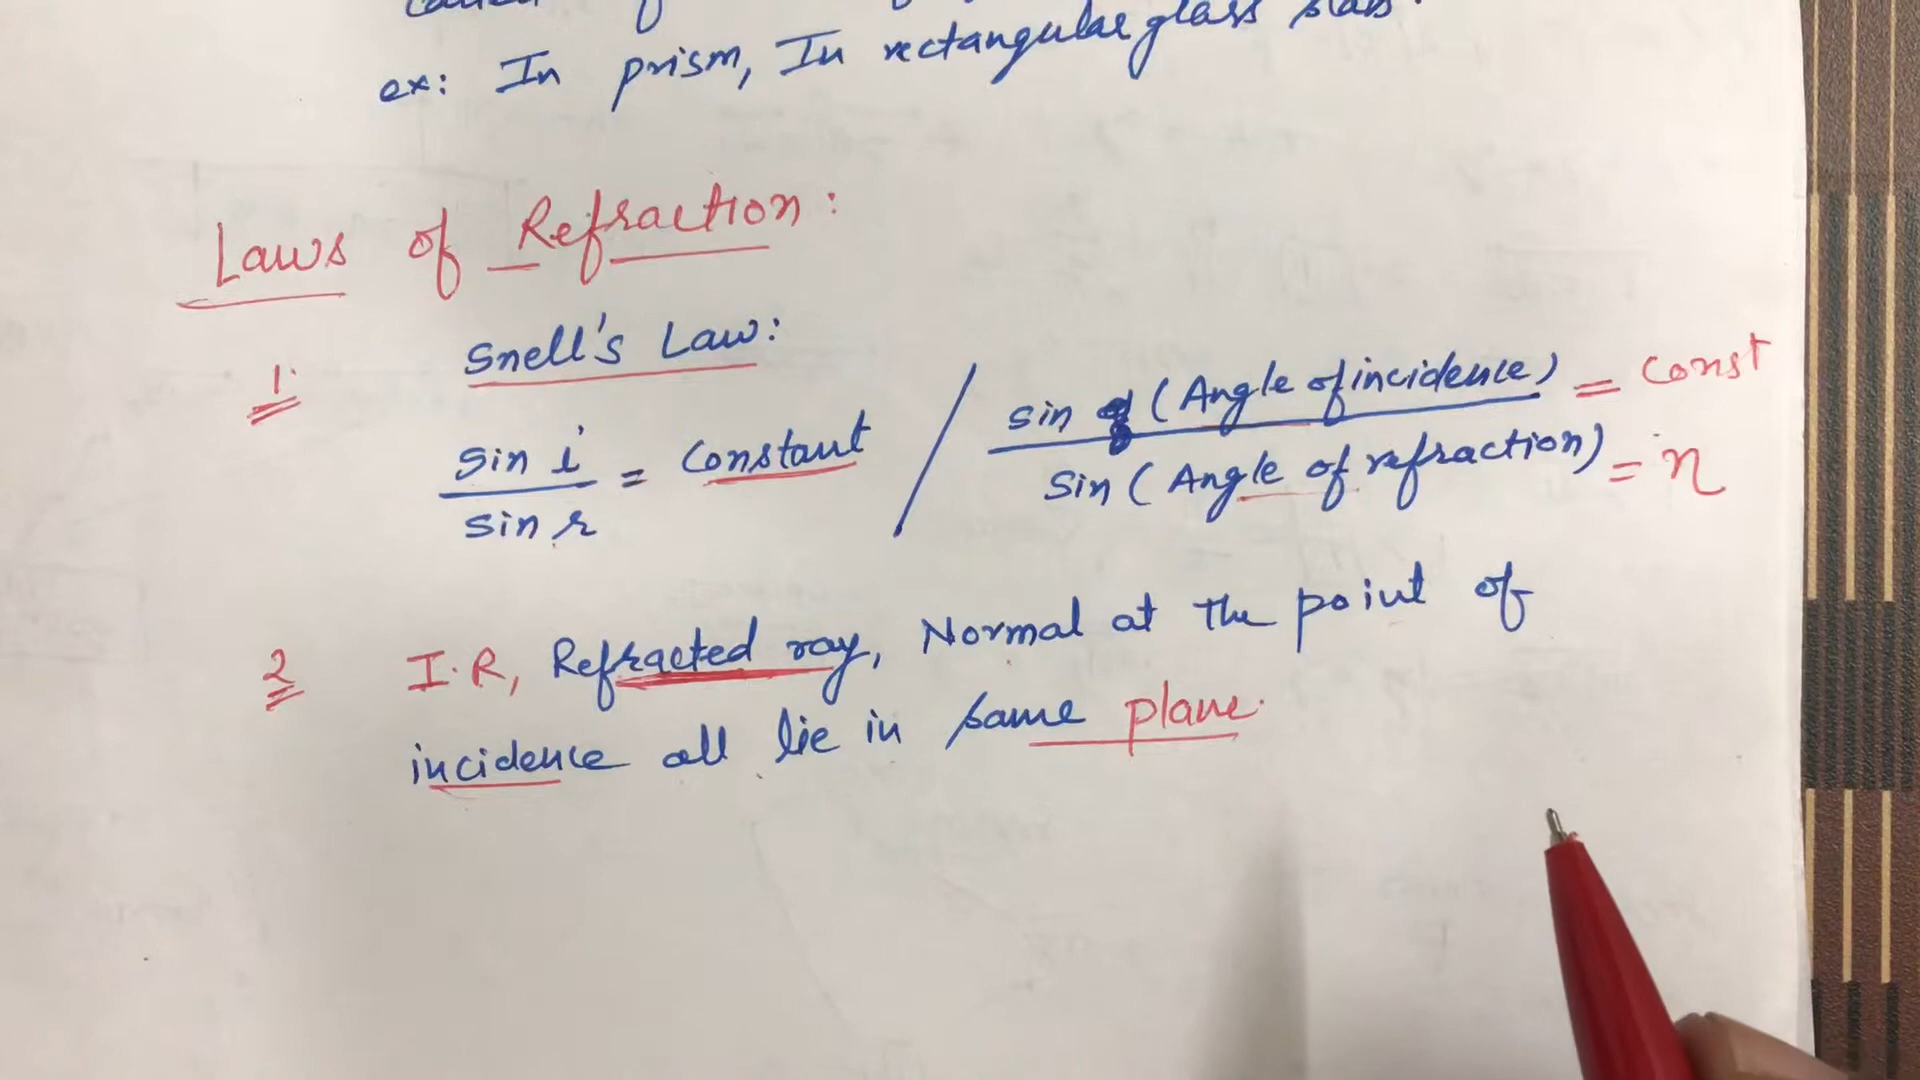 ex: In prism, In rectangular glass slab.
Laws of Refraction:
1. Snell's Law:
sin i / sin r = Constant / sin (Angle of incidence) / Sin (Angle of refraction) = const = n
2 I.R, Refracted ray, Normal at the point of
incidence all lie in same plane.